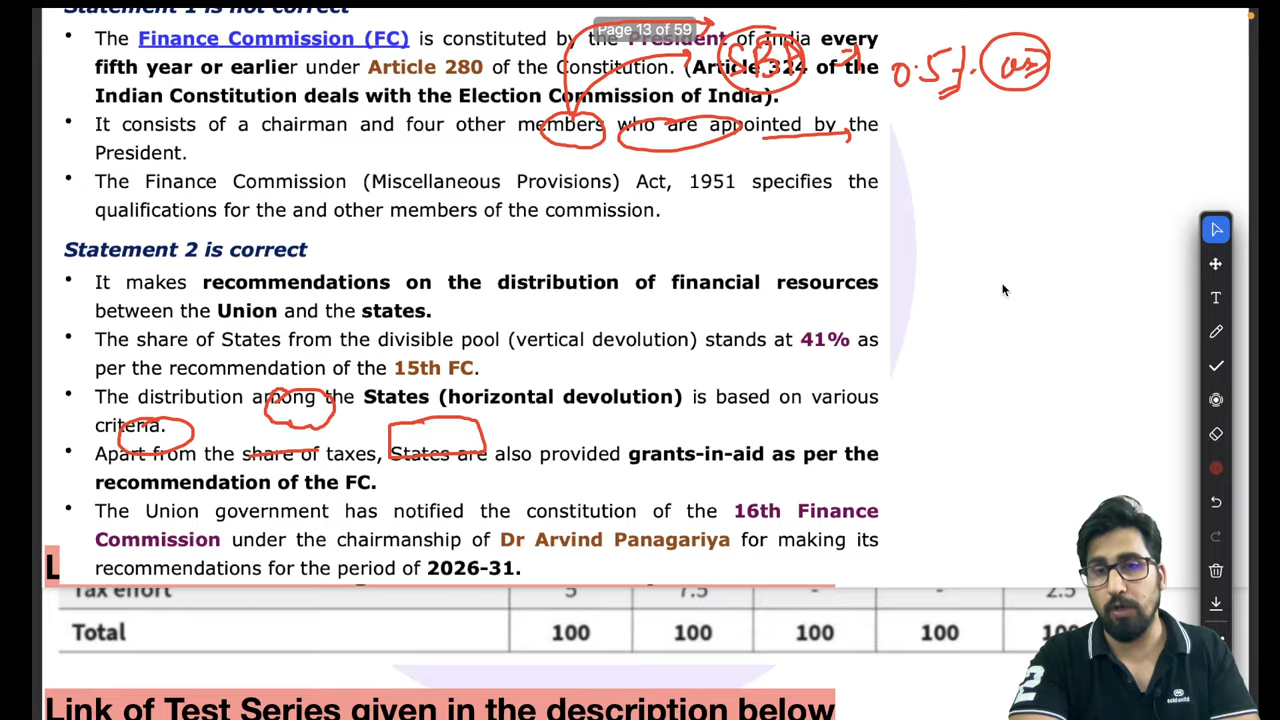 Statement 1 is not correct
Page 13 of 59
• The Finance Commission (FC) is constituted by the President of India every
fifth year or earlier under Article 280 of the Constitution. (Article 324 of the
Indian Constitution deals with the Election Commission of India).
0.5%
• It consists of a chairman and four other members who are appointed by the
President.
• The Finance Commission (Miscellaneous Provisions) Act, 1951 specifies the
qualifications for the and other members of the commission.
Statement 2 is correct
• It makes recommendations on the distribution of financial resources
between the Union and the states.
• The share of States from the divisible pool (vertical devolution) stands at 41% as
per the recommendation of the 15th FC.
• The distribution among the States (horizontal devolution) is based on various
criteria.
• Apart from the share of taxes, States are also provided grants-in-aid as per the
recommendation of the FC.
• The Union government has notified the constitution of the 16th Finance
Commission under the chairmanship of Dr Arvind Panagariya for making its
recommendations for the period of 2026-31.
L
Tax effort 5 7.5 - - 2.5
Total 100 100 100 100 100
Link of Test Series given in the description below
T
2